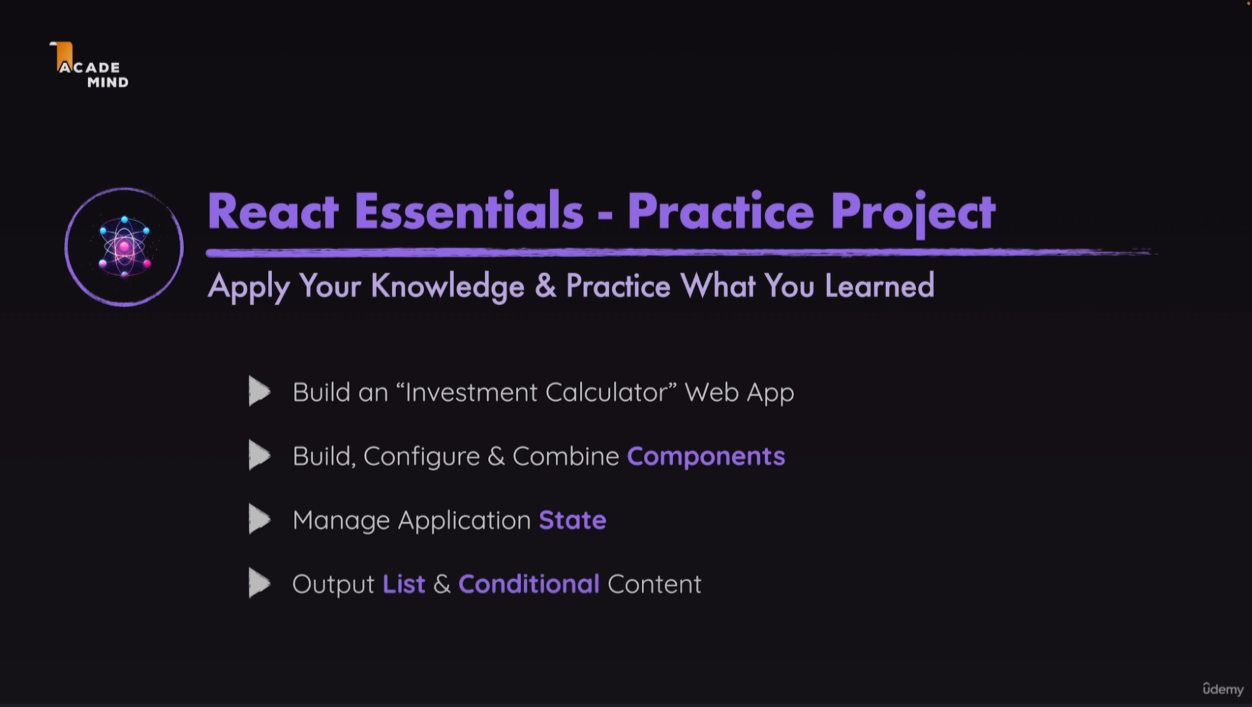 ACADE
MIND
React Essentials - Practice Project
Apply Your Knowledge & Practice What You Learned
Build an “Investment Calculator” Web App
Build, Configure & Combine Components
Manage Application State
Output List & Conditional Content
ûdemy